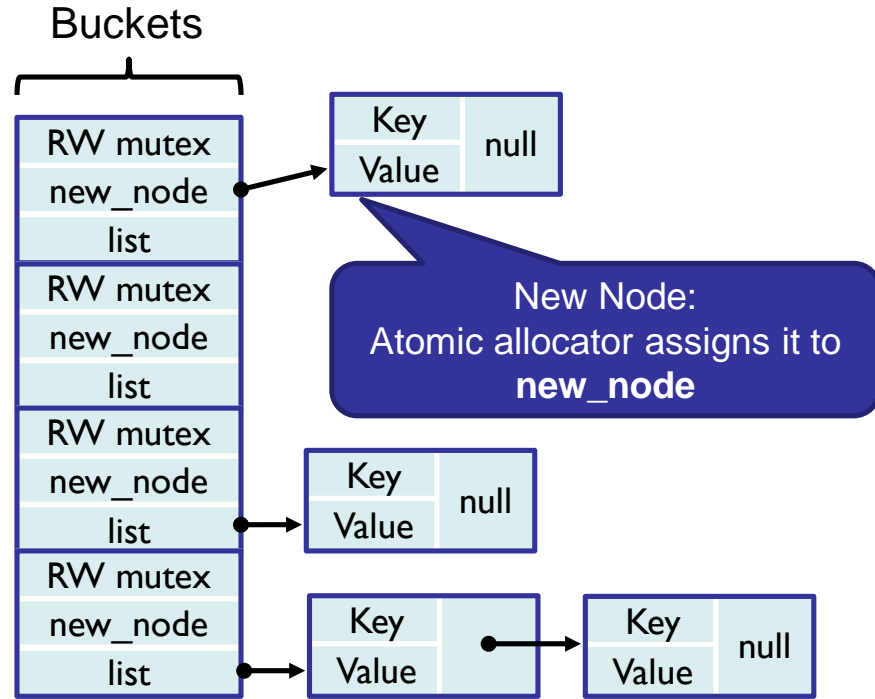 Buckets
RW mutex
new_node
list
RW mutex
new_node
list
RW mutex
new_node
list
RW mutex
new_node
list
Key
Value
null
New Node:
Atomic allocator assigns it to
new_node
Key
Value
null
Key
Value
Key
Value
null